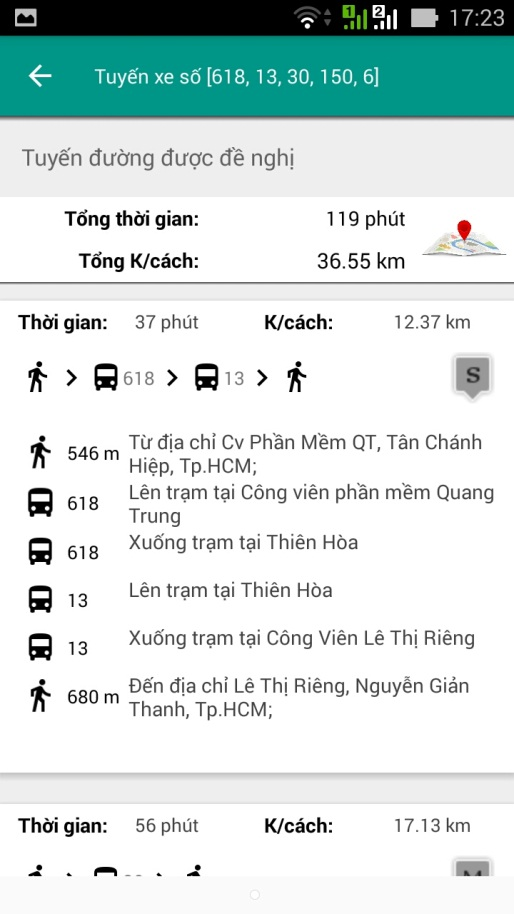 1 2 17:23
Tuyến xe số [618, 13, 30, 150, 6]
Tuyến đường được đề nghị
Tổng thời gian: 119 phút
Tổng K/cách: 36.55 km
Thời gian: 37 phút K/cách: 12.37 km
618 13 S
546 m Từ địa chỉ Cv Phần Mềm QT, Tân Chánh
Hiệp, Tp.HCM;
618 Lên trạm tại Công viên phần mềm Quang
Trung
618 Xuống trạm tại Thiên Hòa
13 Lên trạm tại Thiên Hòa
13 Xuống trạm tại Công Viên Lê Thị Riêng
680 m Đến địa chỉ Lê Thị Riêng, Nguyễn Giản
Thanh, Tp.HCM;
Thời gian: 56 phút K/cách: 17.13 km